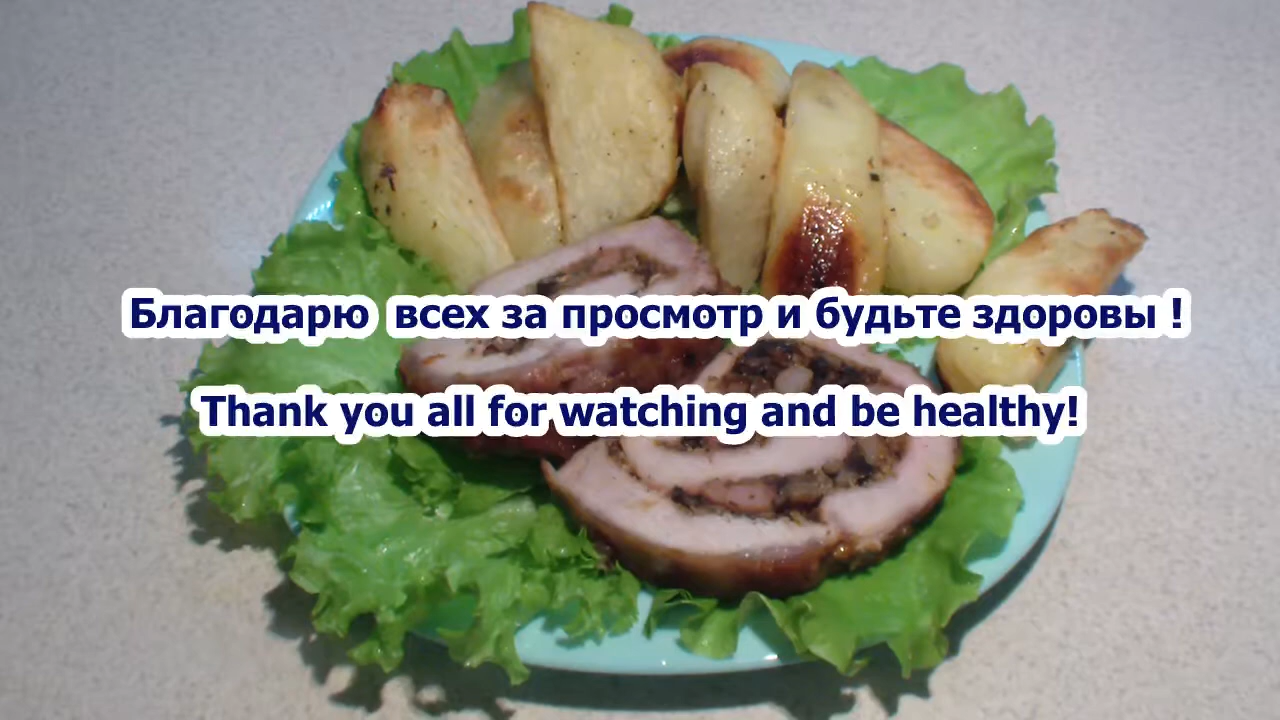 Благодарю всех за просмотр и будьте здоровы !
Thank you all for watching and be healthy!